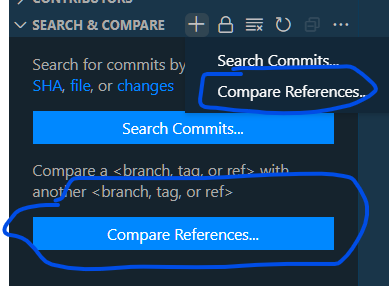 CONTRIBUTORS
SEARCH & COMPARE
Search Commits...
Compare References...
Search for commits by
SHA, file, or changes
Search Commits...
Compare a <branch, tag, or ref> with
another <branch, tag, or ref>
Compare References...